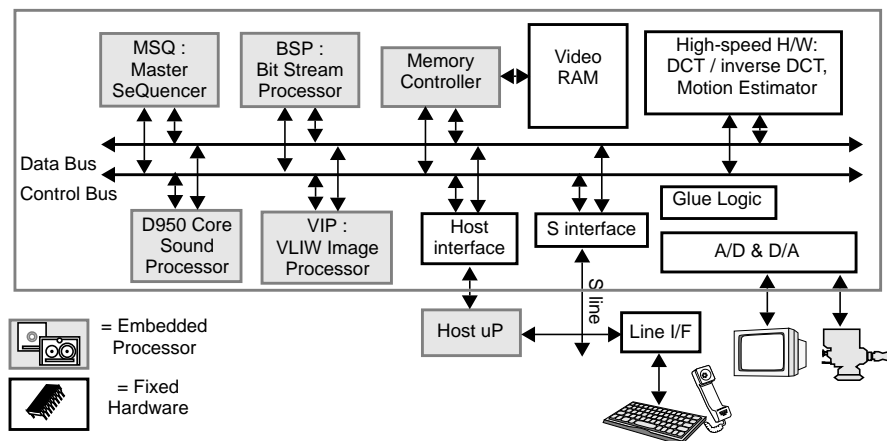 MSQ :
Master
SeQuencer
BSP :
Bit Stream
Processor
Memory
Controller
Video
RAM
High-speed H/W:
DCT / inverse DCT,
Motion Estimator
Data Bus
Control Bus
D950 Core
Sound
Processor
VIP :
VLIW Image
Processor
Host
interface
S interface
Glue Logic
A/D & D/A
S line
Host uP
Line I/F
= Embedded
Processor
= Fixed
Hardware